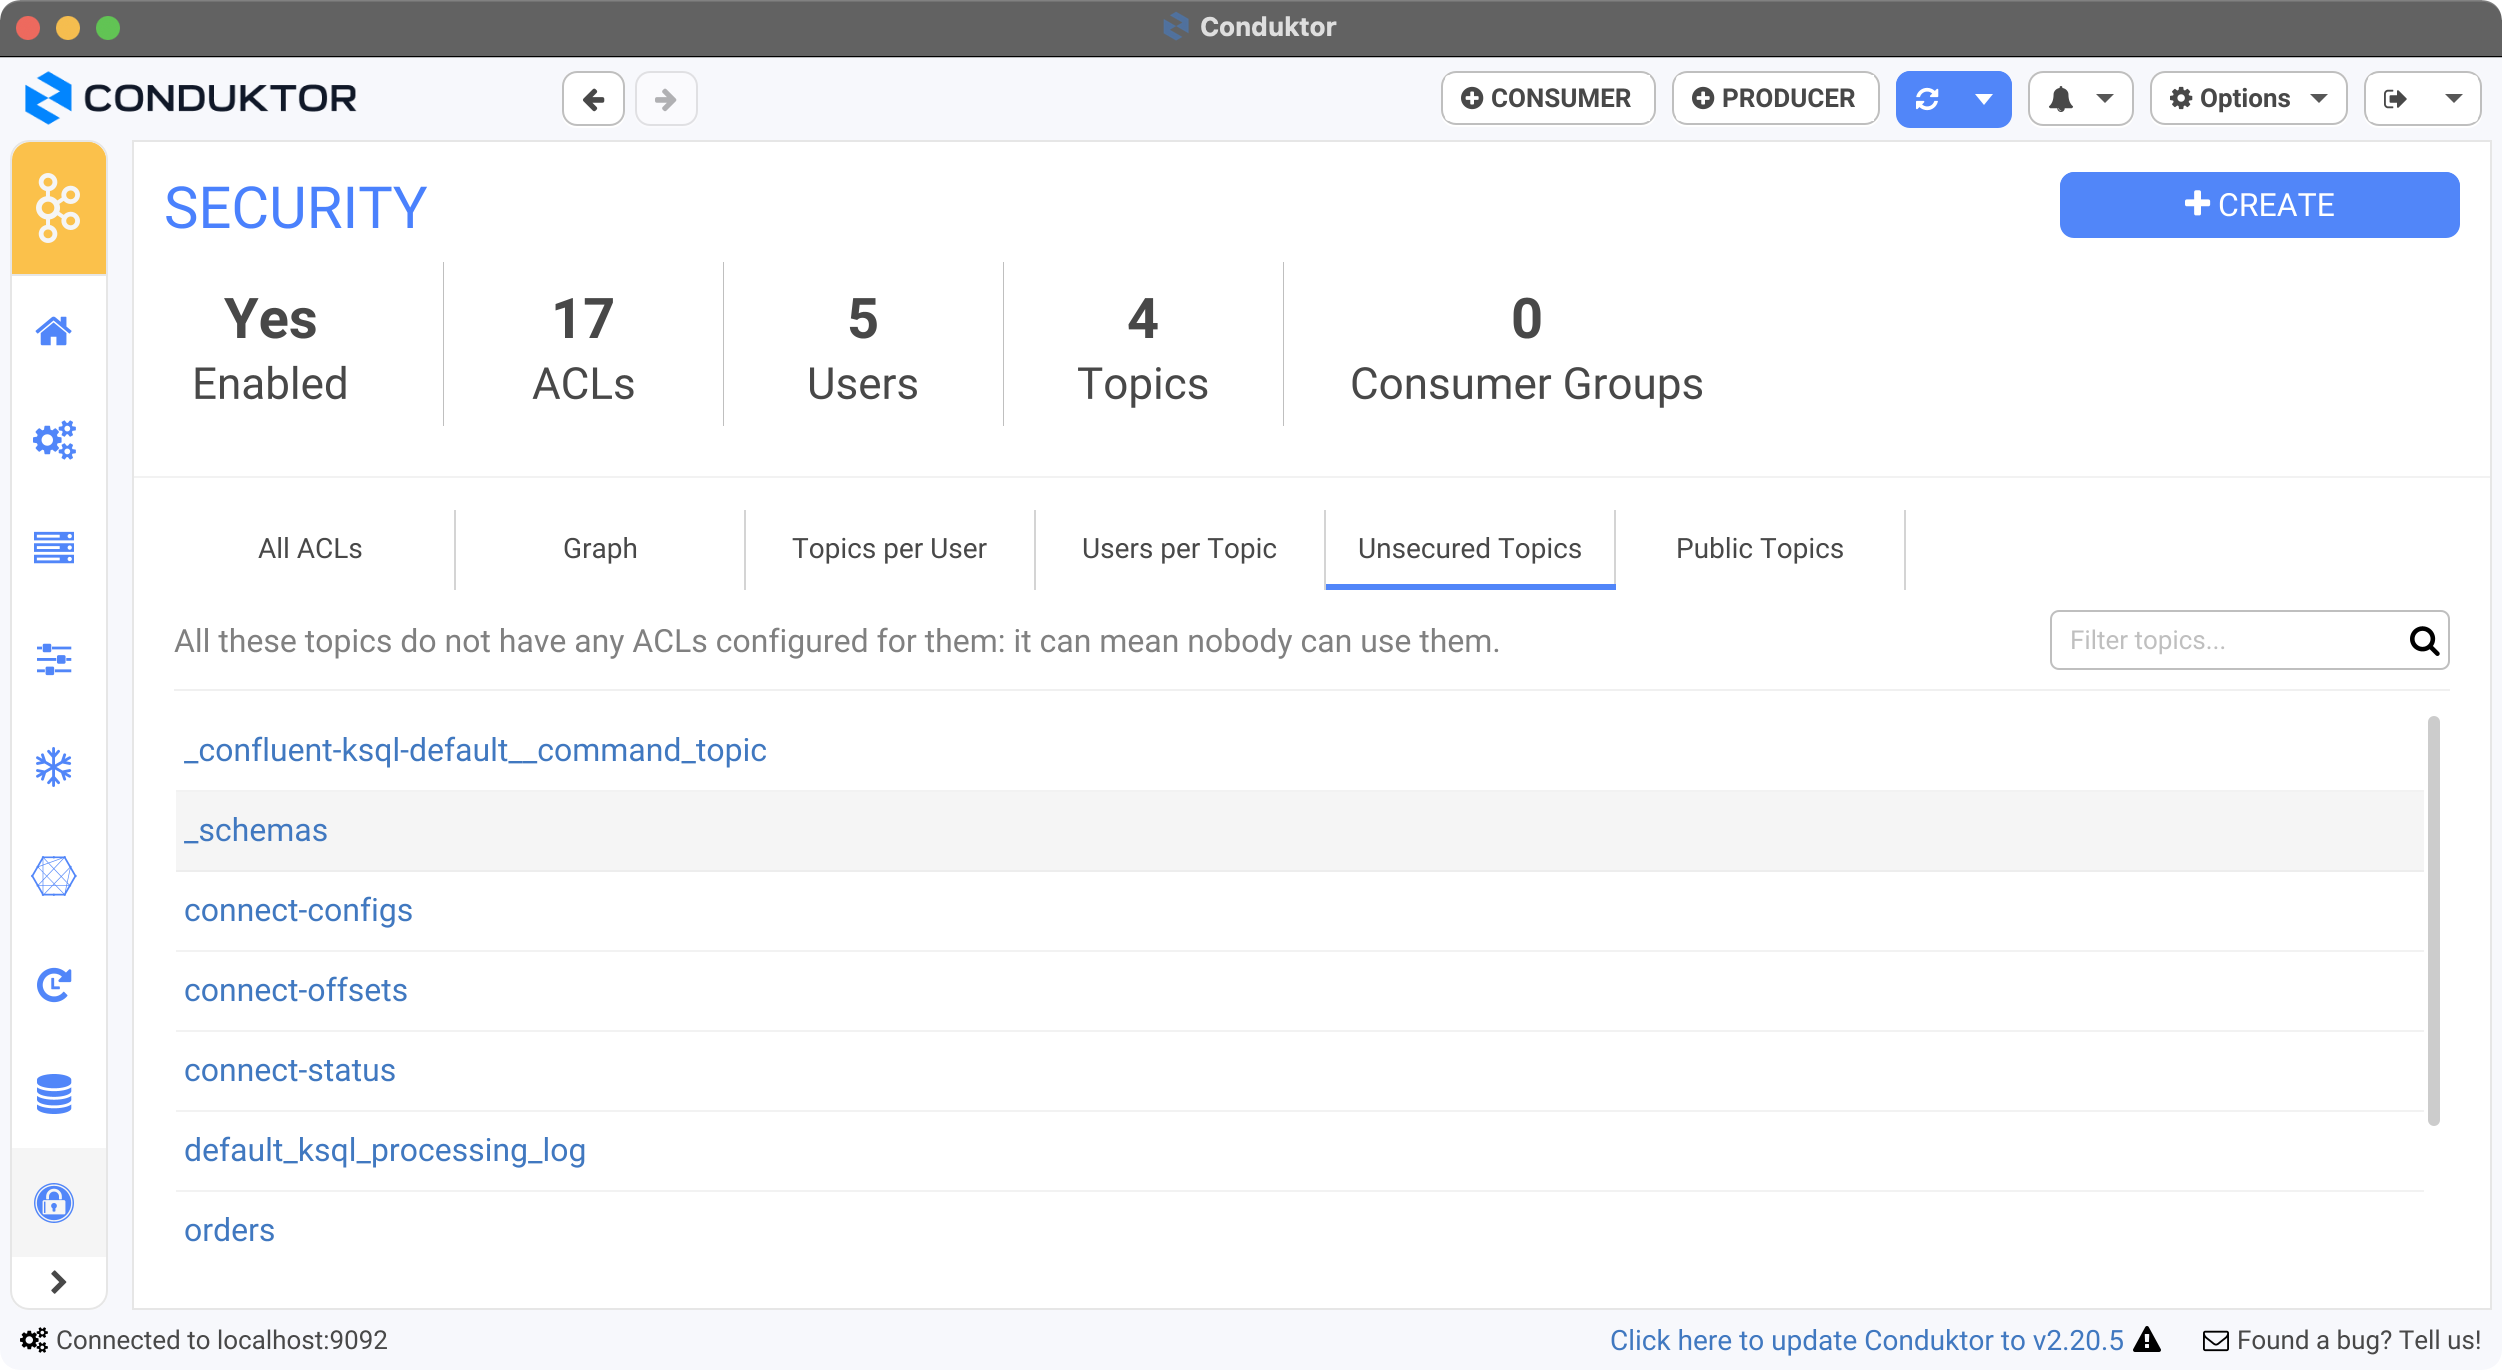 Conduktor
CONDUKTOR
CONSUMER
PRODUCER
Options
SECURITY
CREATE
Yes
Enabled
17
ACLs
5
Users
4
Topics
0
Consumer Groups
All ACLs
Graph
Topics per User
Users per Topic
Unsecured Topics
Public Topics
All these topics do not have any ACLs configured for them: it can mean nobody can use them.
Filter topics...
_confluent-ksql-default__command_topic
_schemas
connect-configs
connect-offsets
connect-status
default_ksql_processing_log
orders
Connected to localhost:9092
Click here to update Conduktor to v2.20.5
Found a bug? Tell us!